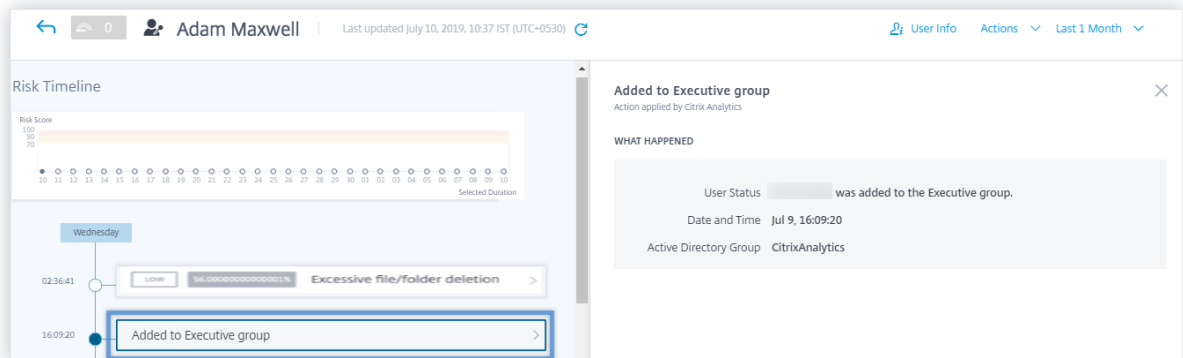 0
Adam Maxwell
Last updated July 10, 2019, 10:37 IST (UTC+0530)
User Info
Actions
Last 1 Month
Risk Timeline
Risk Score
100
90
70
10 11 12 13 14 15 16 17 18 19 20 21 22 23 24 25 26 27 28 29 30 01 02 03 04 05 06 07 08 09 10
Selected Duration
Wednesday
02:36:41
LOW 56.00000000000001% Excessive file/folder deletion
16:09:20
Added to Executive group
Added to Executive group
Action applied by Citrix Analytics
WHAT HAPPENED
User Status was added to the Executive group.
Date and Time Jul 9, 16:09:20
Active Directory Group CitrixAnalytics